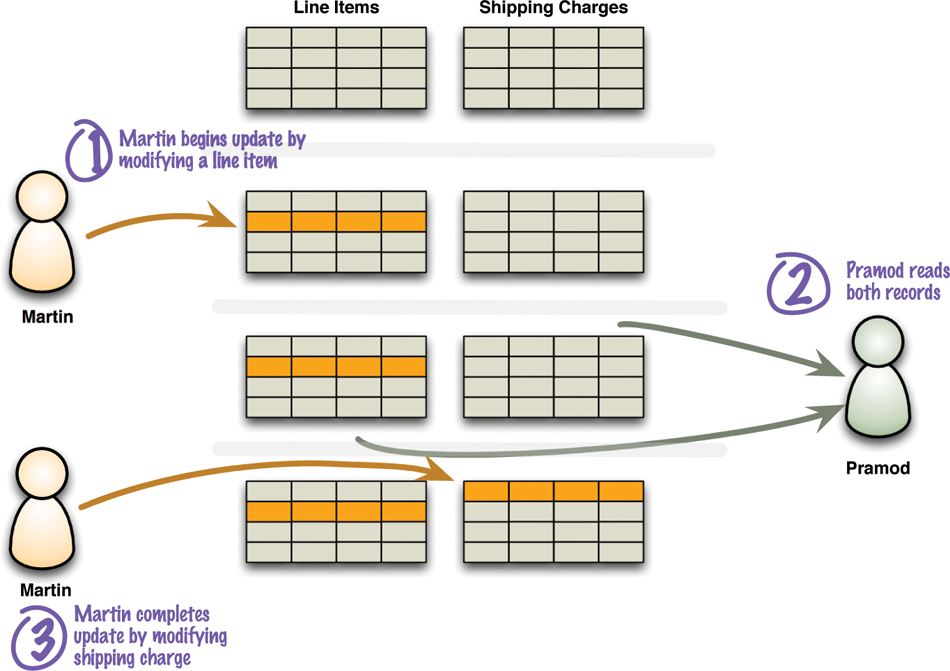 Line Items
Shipping Charges
1
Martin begins update by
modifying a line item
Martin
2
Pramod reads
both records
Pramod
Martin
3
Martin completes
update by modifying
shipping charge